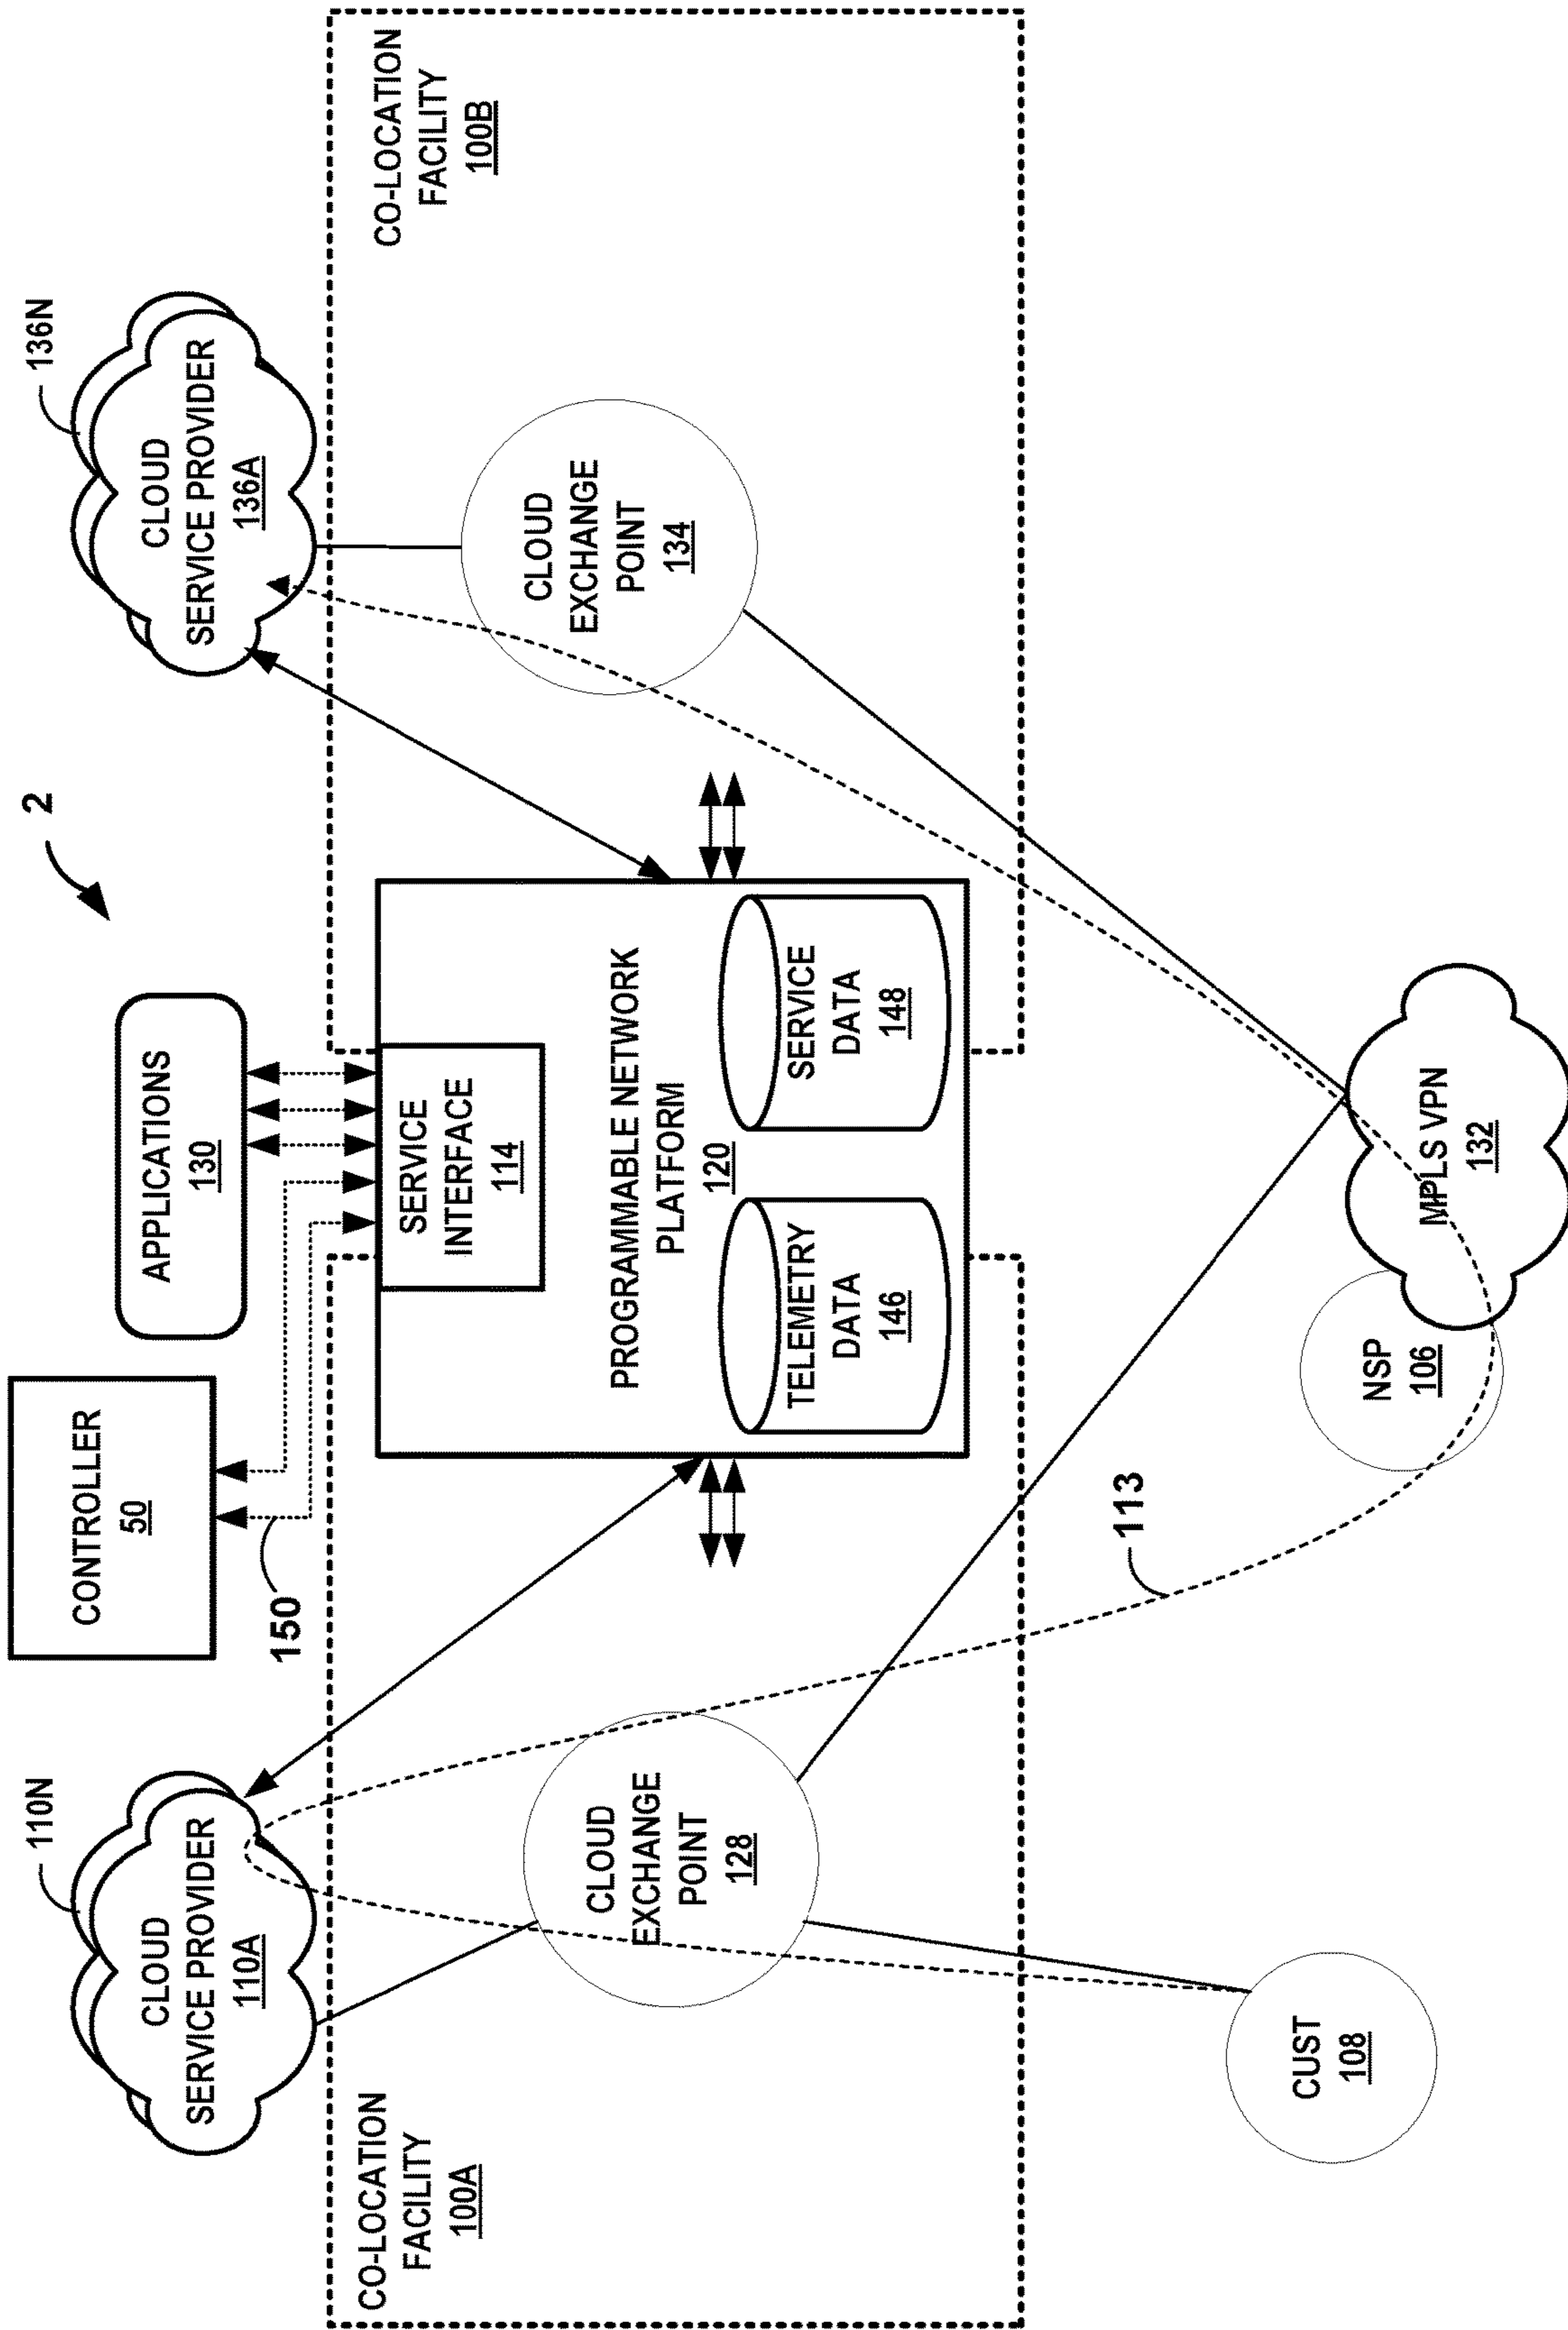 2
CONTROLLER
50
APPLICATIONS
130
110N
CLOUD
SERVICE PROVIDER
110A
136N
CLOUD
SERVICE PROVIDER
136A
150
CO-LOCATION
FACILITY
100A
CO-LOCATION
FACILITY
100B
SERVICE
INTERFACE
114
PROGRAMMABLE NETWORK
PLATFORM
120
TELEMETRY
DATA
146
SERVICE
DATA
148
CLOUD
EXCHANGE
POINT
128
CLOUD
EXCHANGE
POINT
134
113
CUST
108
NSP
106
MPLS VPN
132